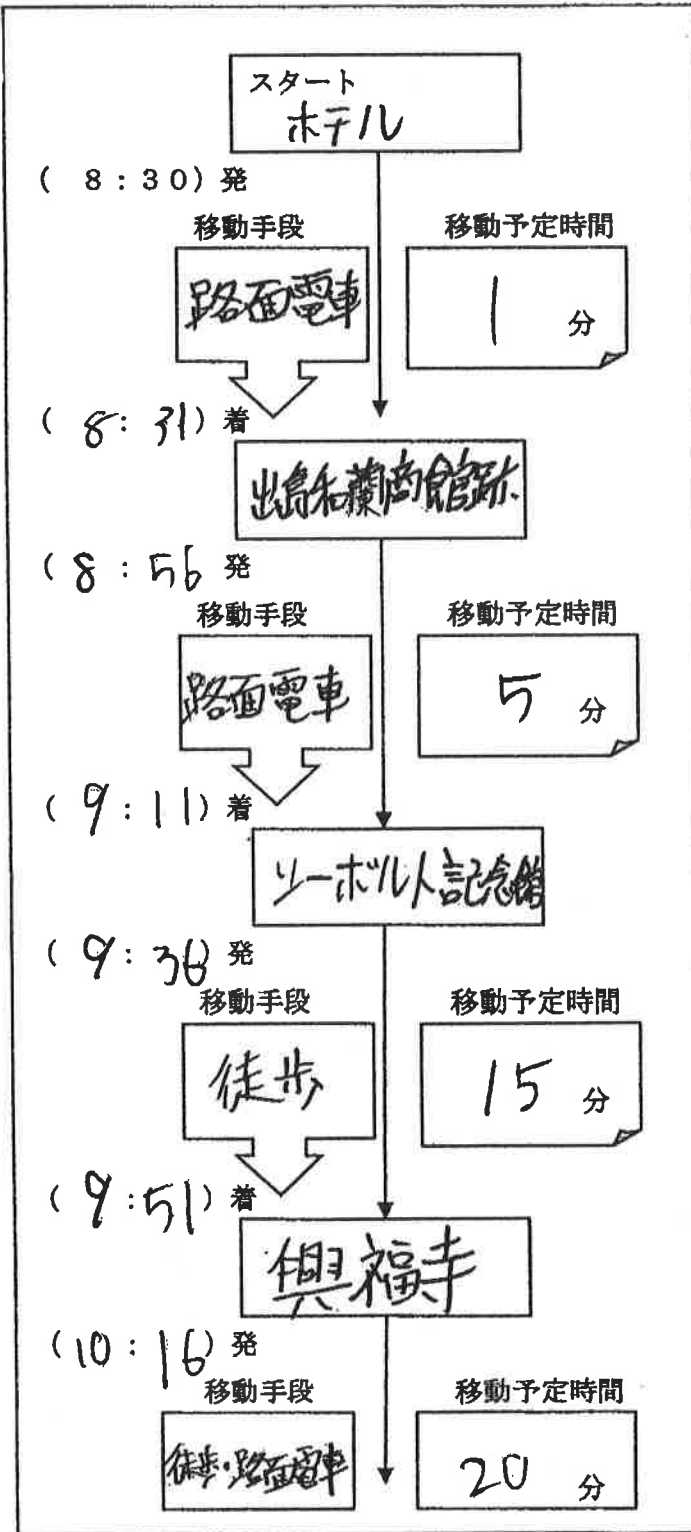 スタート
ホテル
( 8:30) 発
移動手段 移動予定時間
路面電車 1 分
( 8:31) 着
出島和蘭商館跡
( 8:56 発
移動手段 移動予定時間
路面電車 5 分
( 9:11) 着
シーボルト記念館
( 9:36) 発
移動手段 移動予定時間
徒歩 15 分
( 9:51) 着
興福寺
(10:16) 発
移動手段 移動予定時間
徒歩・路面電車 20 分